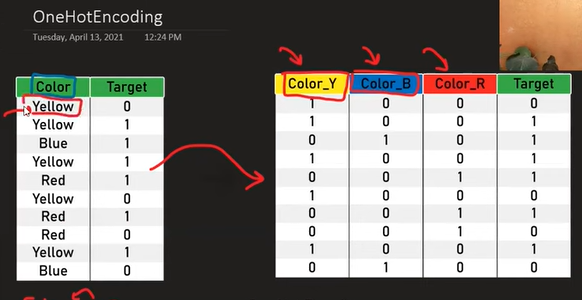 OneHotEncoding
Tuesday, April 13, 2021 12:24 PM
Color Target
Yellow 0
Yellow 1
Blue 1
Yellow 1
Red 1
Yellow 0
Red 1
Red 0
Yellow 1
Blue 0
Color_Y Color_B Color_R Target
1 0 0 0
1 0 0 1
0 1 0 1
1 0 0 1
0 0 1 1
1 0 0 0
0 0 1 1
0 0 1 0
1 0 0 1
0 1 0 0